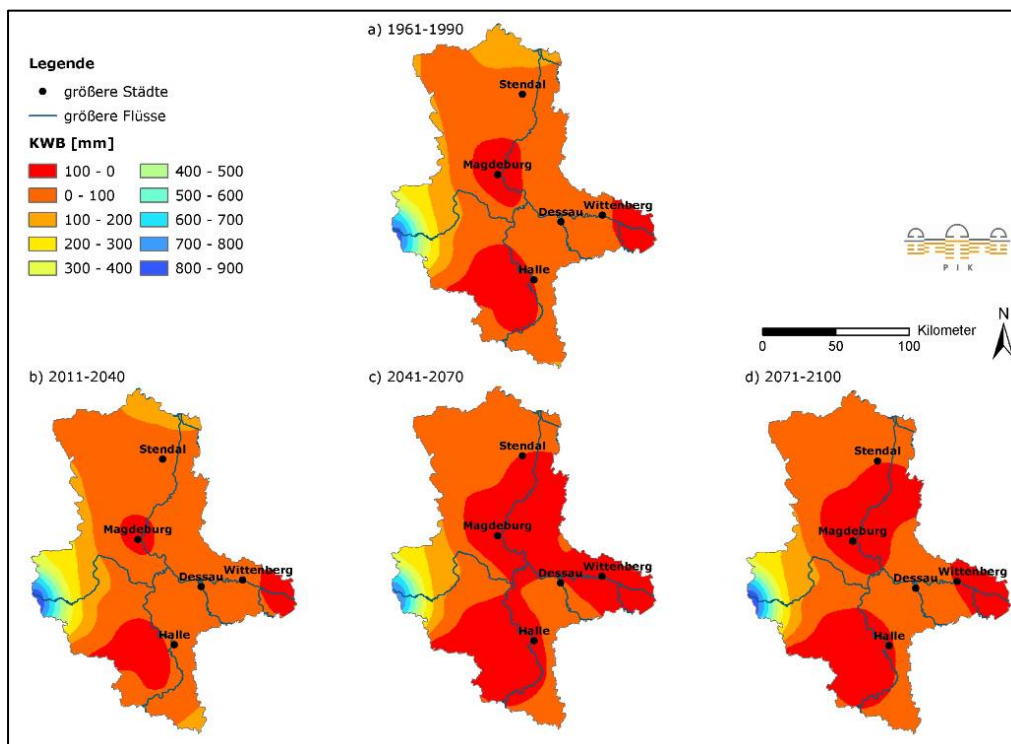 a) 1961-1990
Legende
größere Städte
größere Flüsse
KWB [mm]
100 - 0
0 - 100
100 - 200
200 - 300
300 - 400
400 - 500
500 - 600
600 - 700
700 - 800
800 - 900
Stendal
Magdeburg
Dessau
Wittenberg
Halle
P I K
Kilometer
0 50 100
N
b) 2011-2040
Stendal
Magdeburg
Dessau
Wittenberg
Halle
c) 2041-2070
Stendal
Magdeburg
Dessau
Wittenberg
Halle
d) 2071-2100
Stendal
Magdeburg
Dessau
Wittenberg
Halle